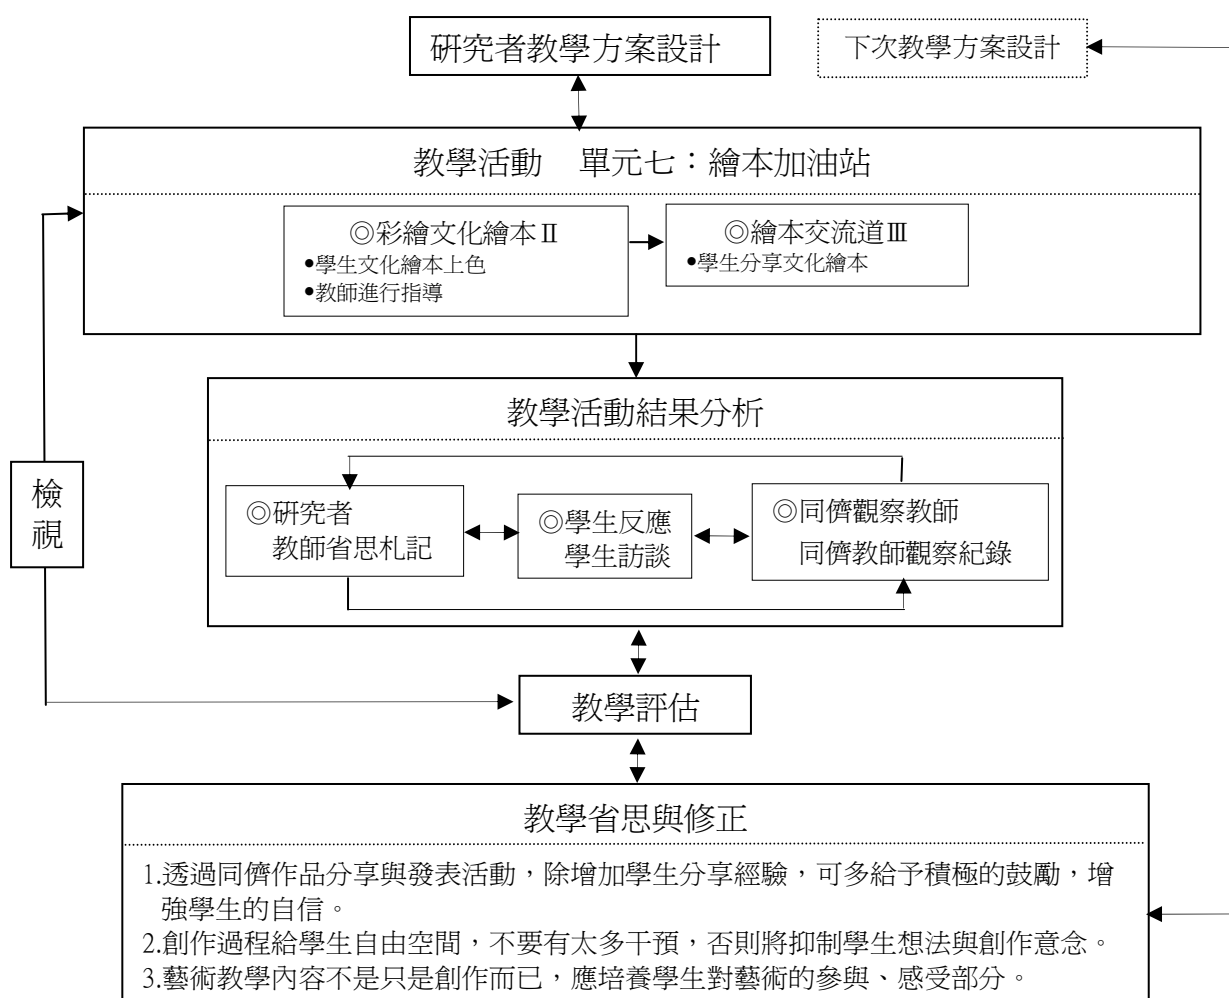 研究者教學方案設計
下次教學方案設計
教學活動　單元七：繪本加油站
◎彩繪文化繪本Ⅱ
•學生文化繪本上色
•教師進行指導
◎繪本交流道Ⅲ
•學生分享文化繪本
教學活動結果分析
檢
視
◎研究者
教師省思札記
◎學生反應
學生訪談
◎同儕觀察教師
同儕教師觀察紀錄
教學評估
教學省思與修正
1.透過同儕作品分享與發表活動，除增加學生分享經驗，可多給予積極的鼓勵，增
強學生的自信。
2.創作過程給學生自由空間，不要有太多干預，否則將抑制學生想法與創作意念。
3.藝術教學內容不是只是創作而已，應培養學生對藝術的參與、感受部分。